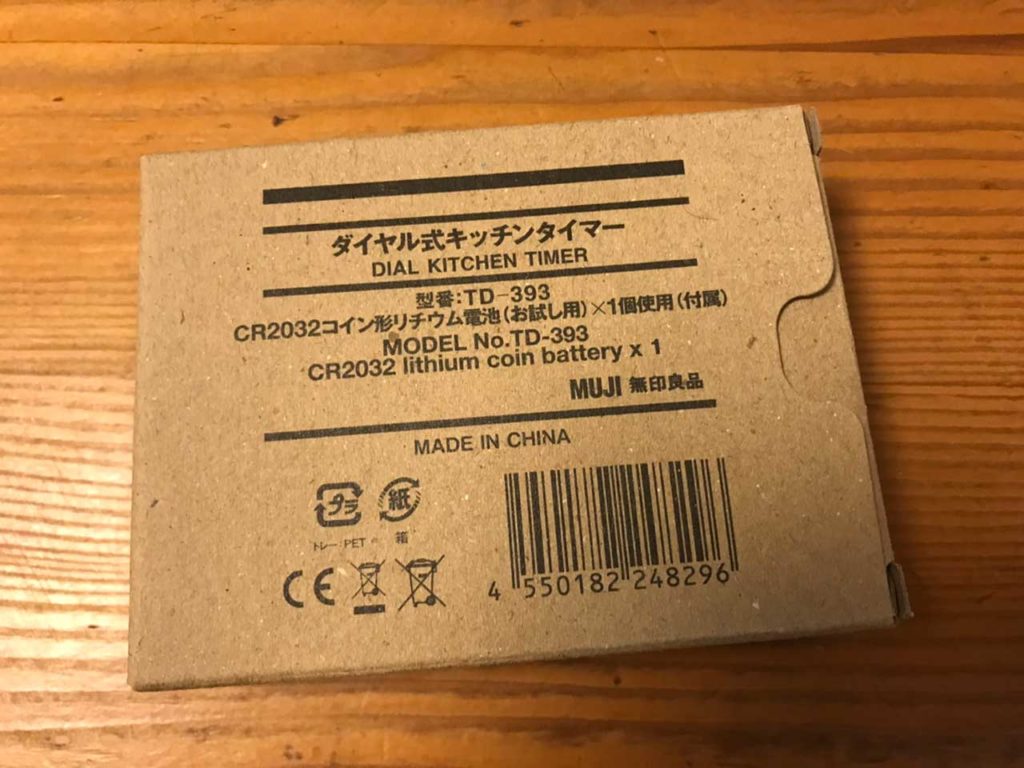 ダイヤル式キッチンタイマー
DIAL KITCHEN TIMER
型番:TD-393
CR2032コイン形リチウム電池(お試し用)×1個使用(付属)
MODEL No.TD-393
CR2032 lithium coin battery x 1
MUJI 無印良品
MADE IN CHINA
プラ 紙
トレー:PET 箱
CE
4 550182 248296